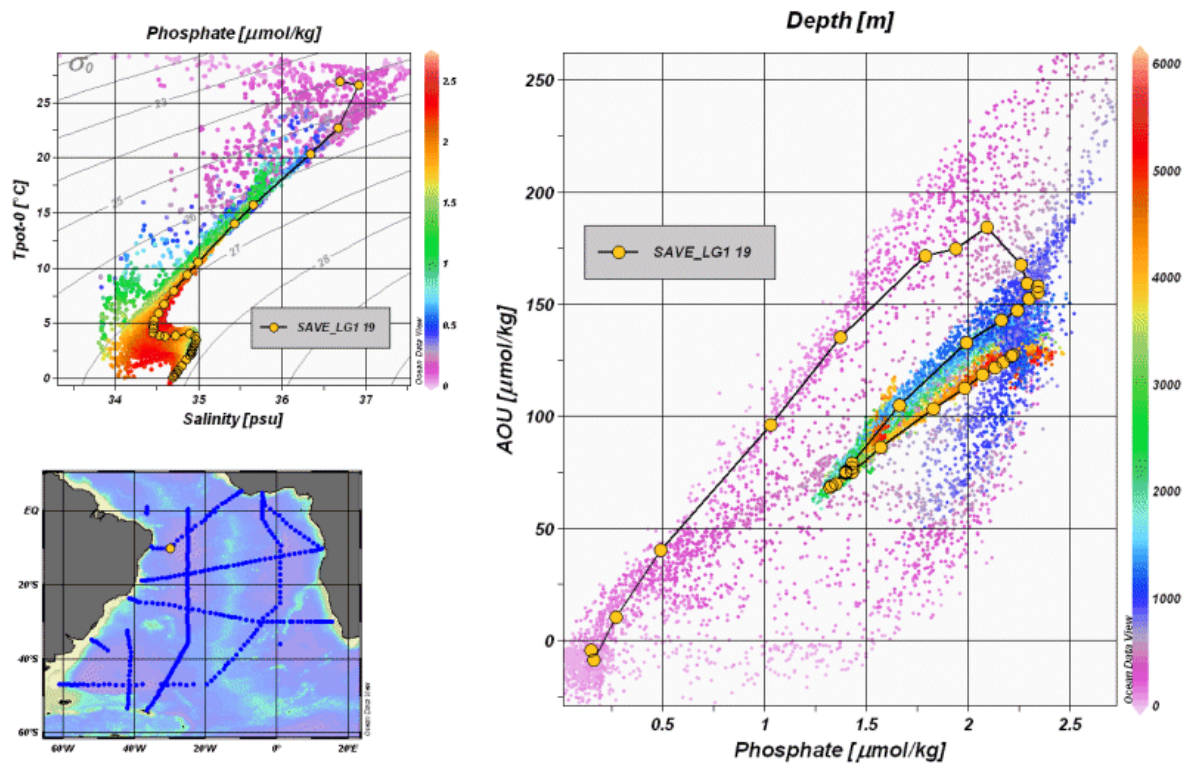 Phosphate [μmol/kg]
σ0
25
20
15
10
5
0
Tpot-0 [°C]
23
25
26
27
28
34
35
36
37
Salinity [psu]
SAVE_LG1 19
Ocean Data View
2.5
2
1.5
1
0.5
0
EQ
20°S
40°S
60°S
60°W
40°W
20°W
0°
20°E
Ocean Data View
Depth [m]
250
200
150
100
50
0
AOU [μmol/kg]
SAVE_LG1 19
0.5
1
1.5
2
2.5
Phosphate [μmol/kg]
Ocean Data View
6000
5000
4000
3000
2000
1000
0